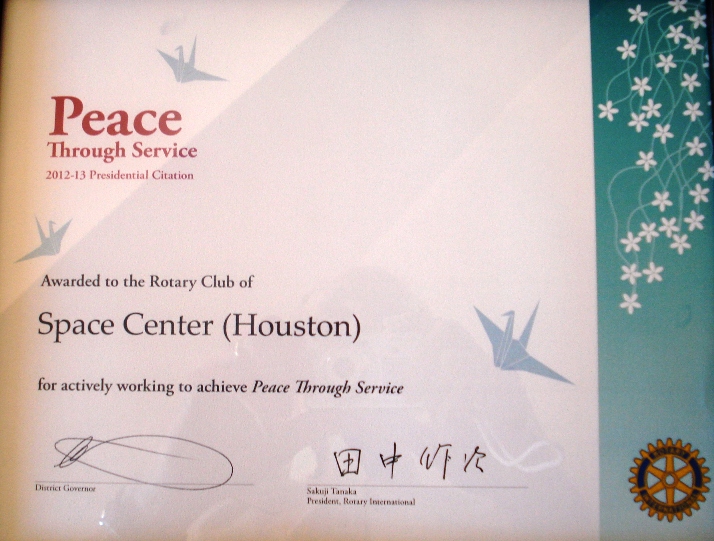 Peace
Through Service
2012-13 Presidential Citation
Awarded to the Rotary Club of
Space Center (Houston)
for actively working to achieve Peace Through Service
田中作次
District Governor
Sakuji Tanaka
President, Rotary International